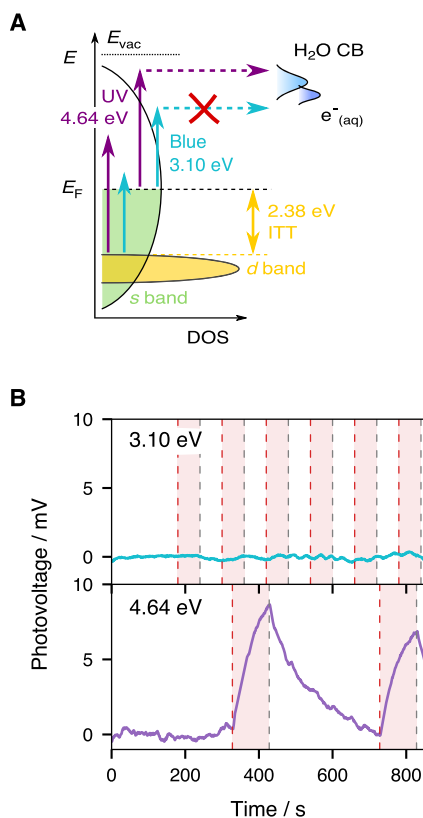 A
E
Evac
H2O CB
UV
4.64 eV
e-(aq)
Blue
3.10 eV
EF
2.38 eV
ITT
d band
s band
DOS
B
10
3.10 eV
5
0
10
4.64 eV
5
0
Photovoltage / mV
0 200 400 600 800
Time / s